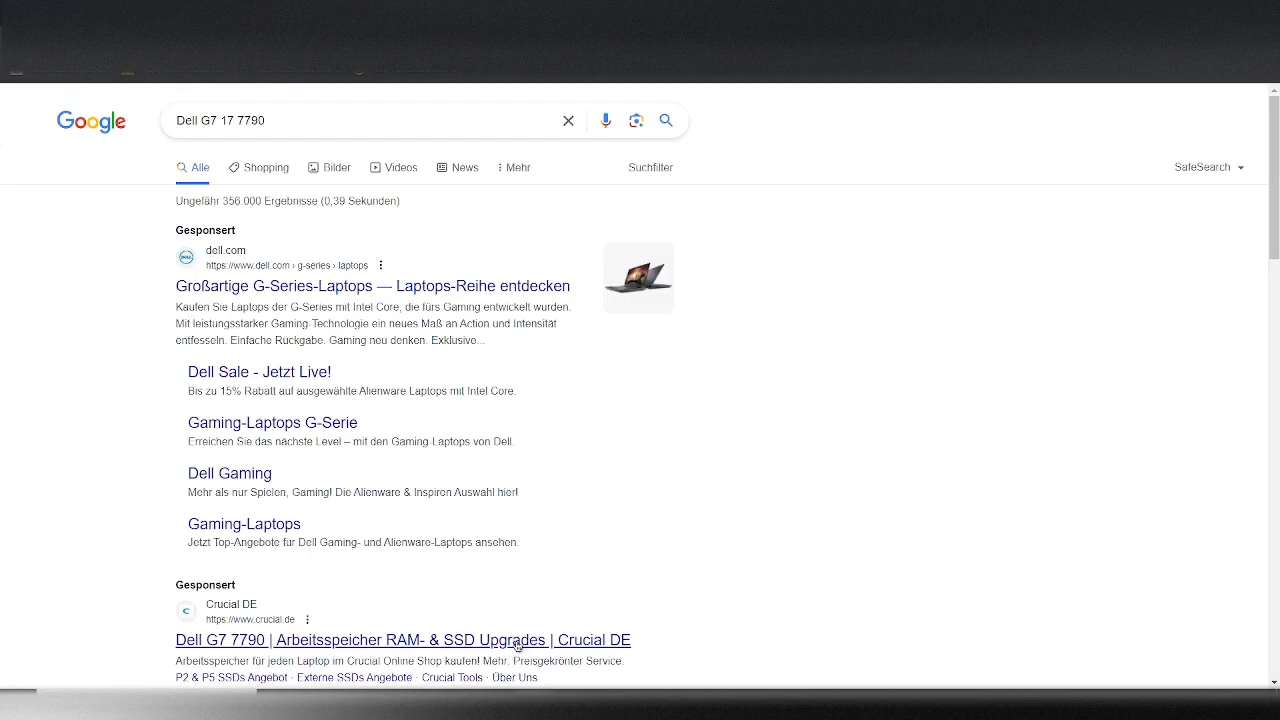 Google
Dell G7 17 7790
Alle Shopping Bilder Videos News Mehr Suchfilter SafeSearch
Ungefähr 356.000 Ergebnisse (0,39 Sekunden)
Gesponsert
DELL
dell.com
https://www.dell.com › g-series › laptops
Großartige G-Series-Laptops — Laptops-Reihe entdecken
Kaufen Sie Laptops der G-Series mit Intel Core, die fürs Gaming entwickelt wurden.
Mit leistungsstarker Gaming-Technologie ein neues Maß an Action und Intensität
entfesseln. Einfache Rückgabe. Gaming neu denken. Exklusive...
Dell Sale - Jetzt Live!
Bis zu 15% Rabatt auf ausgewählte Alienware Laptops mit Intel Core.
Gaming-Laptops G-Serie
Erreichen Sie das nächste Level – mit den Gaming-Laptops von Dell.
Dell Gaming
Mehr als nur Spielen, Gaming! Die Alienware & Inspiron Auswahl hier!
Gaming-Laptops
Jetzt Top-Angebote für Dell Gaming- und Alienware-Laptops ansehen.
Gesponsert
C
Crucial DE
https://www.crucial.de
Dell G7 7790 | Arbeitsspeicher RAM- & SSD Upgrades | Crucial DE
Arbeitsspeicher für jeden Laptop im Crucial Online Shop kaufen! Mehr. Preisgekrönter Service.
P2 & P5 SSDs Angebot · Externe SSDs Angebote · Crucial Tools · Über Uns